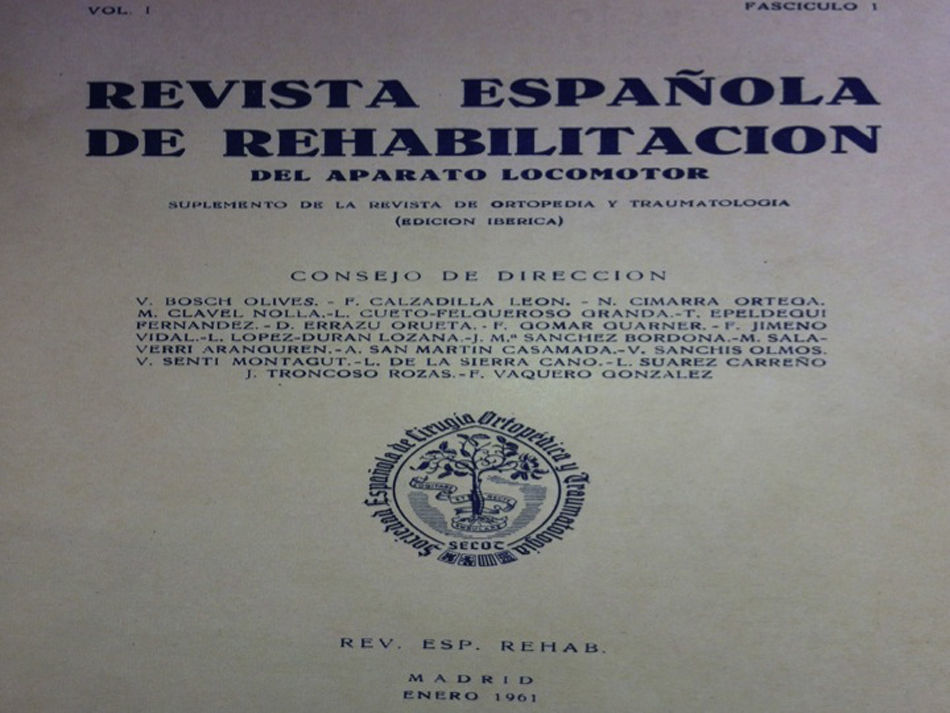 VOL. I
FASCICULO 1
REVISTA ESPAÑOLA
DE REHABILITACION
DEL APARATO LOCOMOTOR
SUPLEMENTO DE LA REVISTA DE ORTOPEDIA Y TRAUMATOLOGIA
(EDICION IBERICA)
CONSEJO DE DIRECCION
V. BOSCH OLIVES. - F. CALZADILLA LEON. - N. CIMARRA ORTEGA.
M. CLAVEL NOLLA.-L. CUETO-FELGUEROSO GRANDA.-T. EPELDEGUI
FERNANDEZ.-D. ERRAZU ORUETA.-F. GOMAR GUARNER.-F. JIMENO
VIDAL.-L. LOPEZ-DURAN LOZANA.-J. M.ª SANCHEZ BORDONA.-M. SALA-
VERRI ARANGUREN.-A. SAN MARTIN CASAMADA.-V. SANCHIS OLMOS.
V. SENTI MONTAGUT.-L. DE LA SIERRA CANO.-L. SUAREZ CARREÑO
J. TRONCOSO ROZAS.-F. VAQUERO GONZALEZ
Sociedad Española de Cirugía Ortopédica y Traumatología
SECOT
REV. ESP. REHAB.
MADRID
ENERO 1961